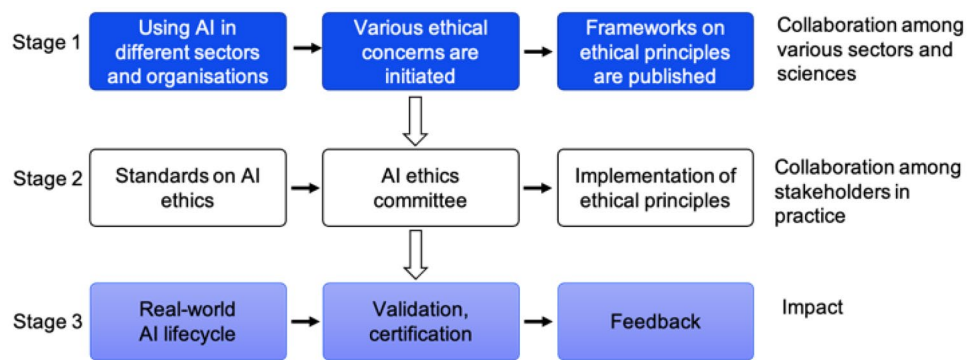 Stage 1
Using AI in
different sectors
and organisations
Various ethical
concerns are
initiated
Frameworks on
ethical principles
are published
Collaboration among
various sectors and
sciences
Stage 2
Standards on AI
ethics
AI ethics
committee
Implementation of
ethical principles
Collaboration among
stakeholders in
practice
Stage 3
Real-world
AI lifecycle
Validation,
certification
Feedback
Impact